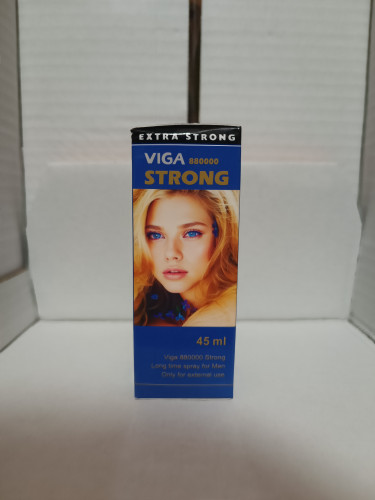 EXTRA STRONG
VIGA 880000
STRONG
45 ml
Viga 880000 Strong
Long time spray for Men
Only for external use